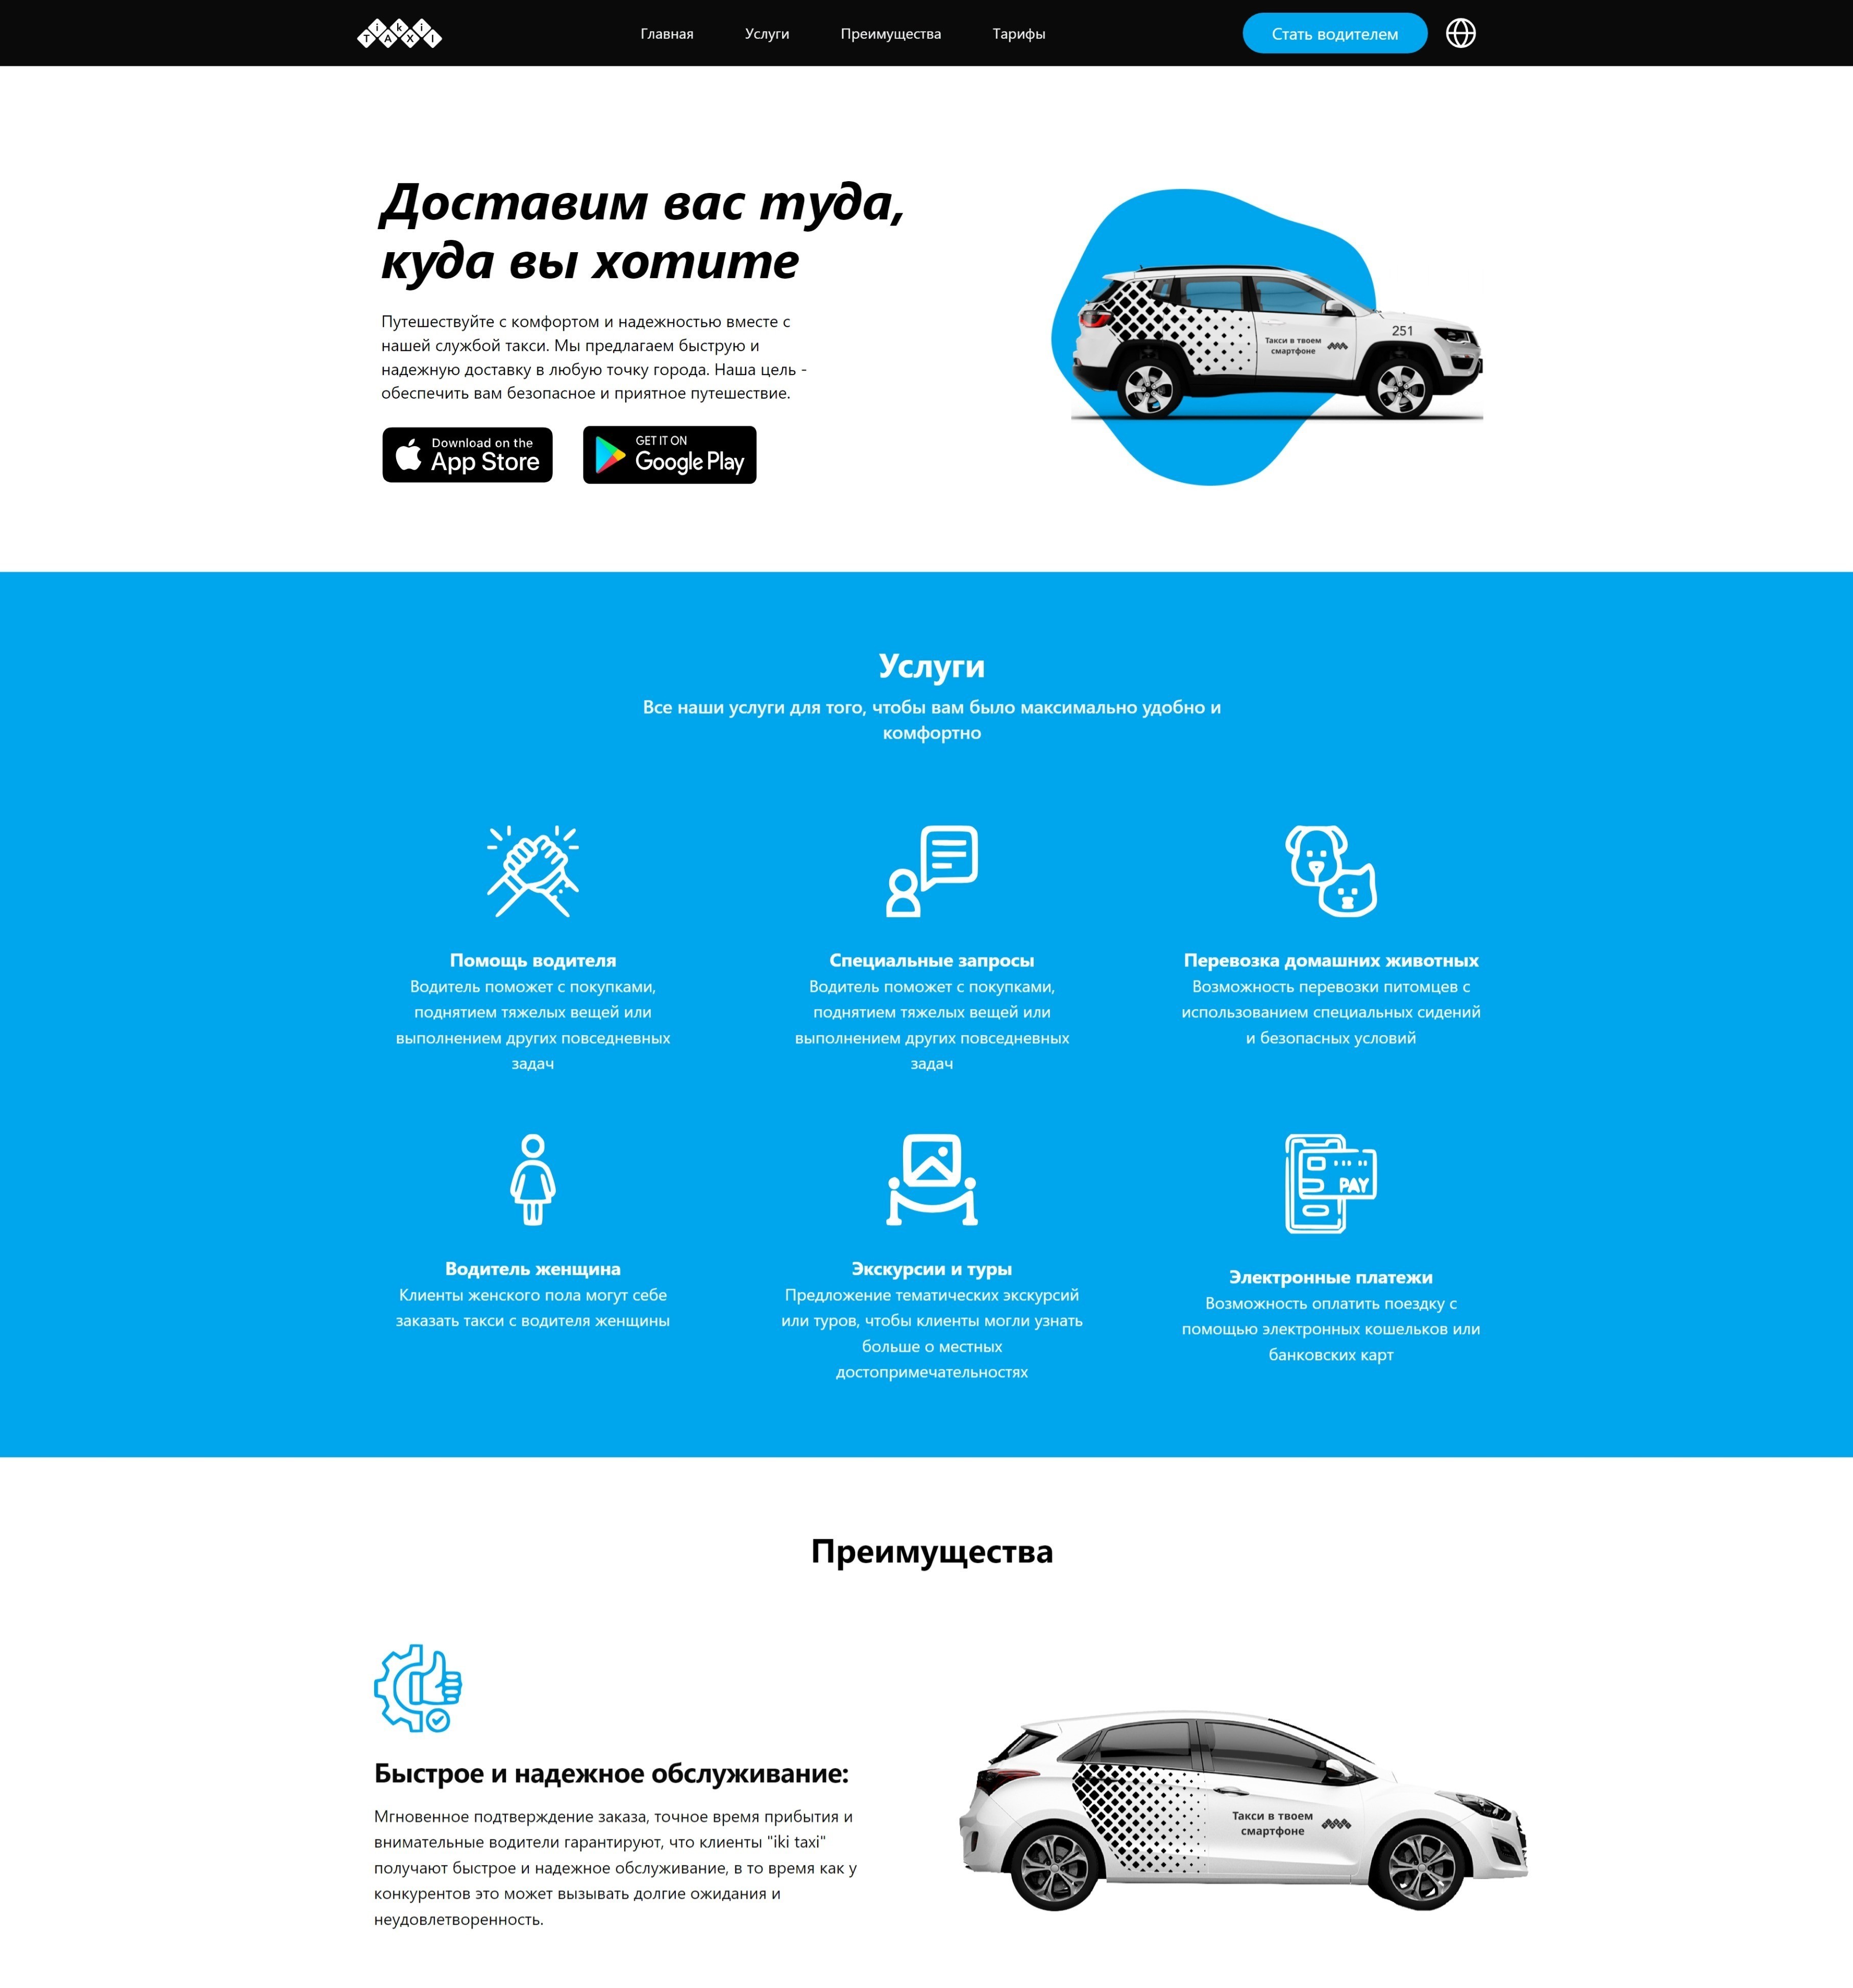 iki
TAXI
Главная
Услуги
Преимущества
Тарифы
Стать водителем
Доставим вас туда,
куда вы хотите
Путешествуйте с комфортом и надежностью вместе с
нашей службой такси. Мы предлагаем быструю и
надежную доставку в любую точку города. Наша цель -
обеспечить вам безопасное и приятное путешествие.
Download on the
App Store
GET IT ON
Google Play
251
Такси в твоем
смартфоне
Услуги
Все наши услуги для того, чтобы вам было максимально удобно и
комфортно
Помощь водителя
Водитель поможет с покупками,
поднятием тяжелых вещей или
выполнением других повседневных
задач
Специальные запросы
Водитель поможет с покупками,
поднятием тяжелых вещей или
выполнением других повседневных
задач
Перевозка домашних животных
Возможность перевозки питомцев с
использованием специальных сидений
и безопасных условий
Водитель женщина
Клиенты женского пола могут себе
заказать такси с водителя женщины
Экскурсии и туры
Предложение тематических экскурсий
или туров, чтобы клиенты могли узнать
больше о местных
достопримечательностях
PAY
Электронные платежи
Возможность оплатить поездку с
помощью электронных кошельков или
банковских карт
Преимущества
Быстрое и надежное обслуживание:
Мгновенное подтверждение заказа, точное время прибытия и
внимательные водители гарантируют, что клиенты "iki taxi"
получают быстрое и надежное обслуживание, в то время как у
конкурентов это может вызывать долгие ожидания и
неудовлетворенность.
Такси в твоем
смартфоне